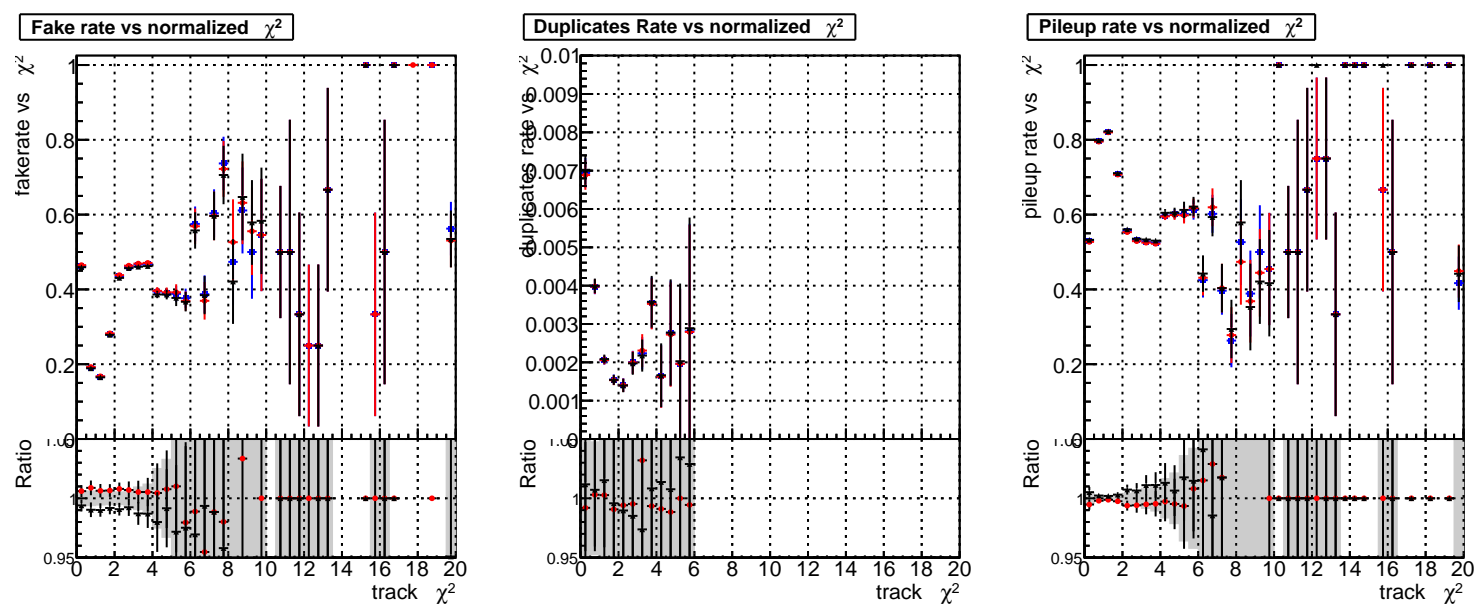 Fake rate vs normalized χ²
fakerate vs χ²
1
0.8
0.6
0.4
0.2
0
Ratio
1
0.95
0 2 4 6 8 10 12 14 16 18 20
track χ²
Duplicates Rate vs normalized χ²
duplicates rate vs χ²
0.01
0.009
0.008
0.007
0.006
0.005
0.004
0.003
0.002
0.001
0
Ratio
1
0.95
0 2 4 6 8 10 12 14 16 18 20
track χ²
Pileup rate vs normalized χ²
pileup rate vs χ²
1
0.8
0.6
0.4
0.2
0
Ratio
1
0.95
0 2 4 6 8 10 12 14 16 18 20
track χ²